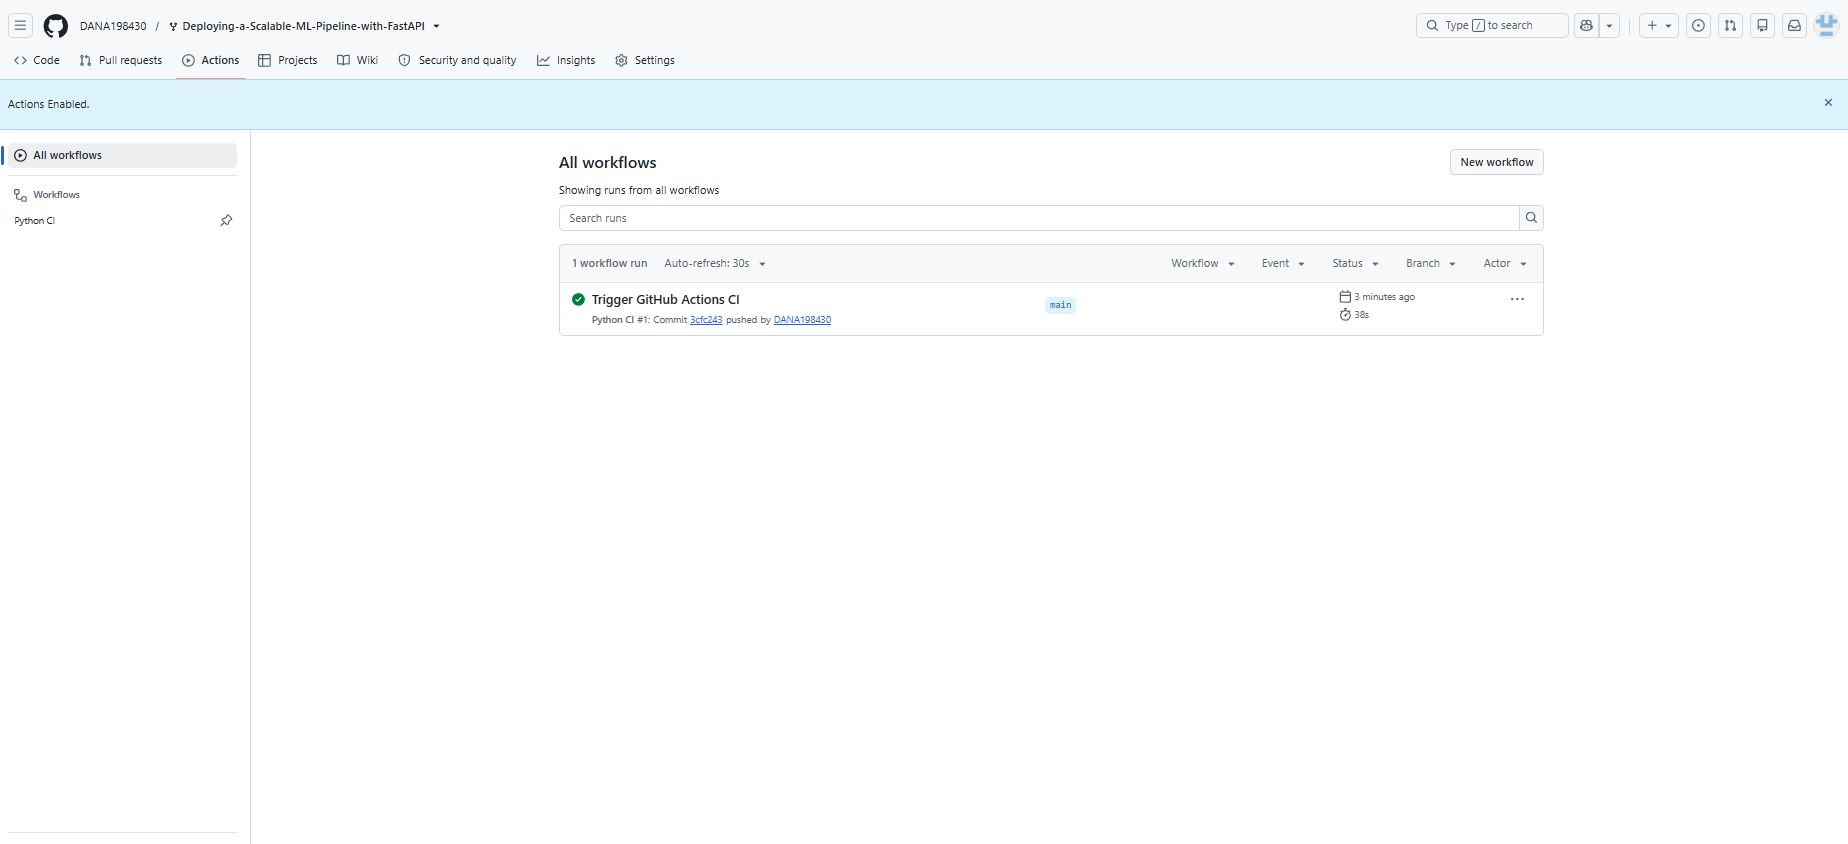 DANA198430 / Deploying-a-Scalable-ML-Pipeline-with-FastAPI
Type / to search
Code Pull requests Actions Projects Wiki Security and quality Insights Settings
Actions Enabled.
All workflows
Workflows
Python CI
All workflows
New workflow
Showing runs from all workflows
Search runs
1 workflow run Auto-refresh: 30s Workflow Event Status Branch Actor
Trigger GitHub Actions CI
Python CI #1: Commit 3cfc243 pushed by DANA198430
main
3 minutes ago
38s